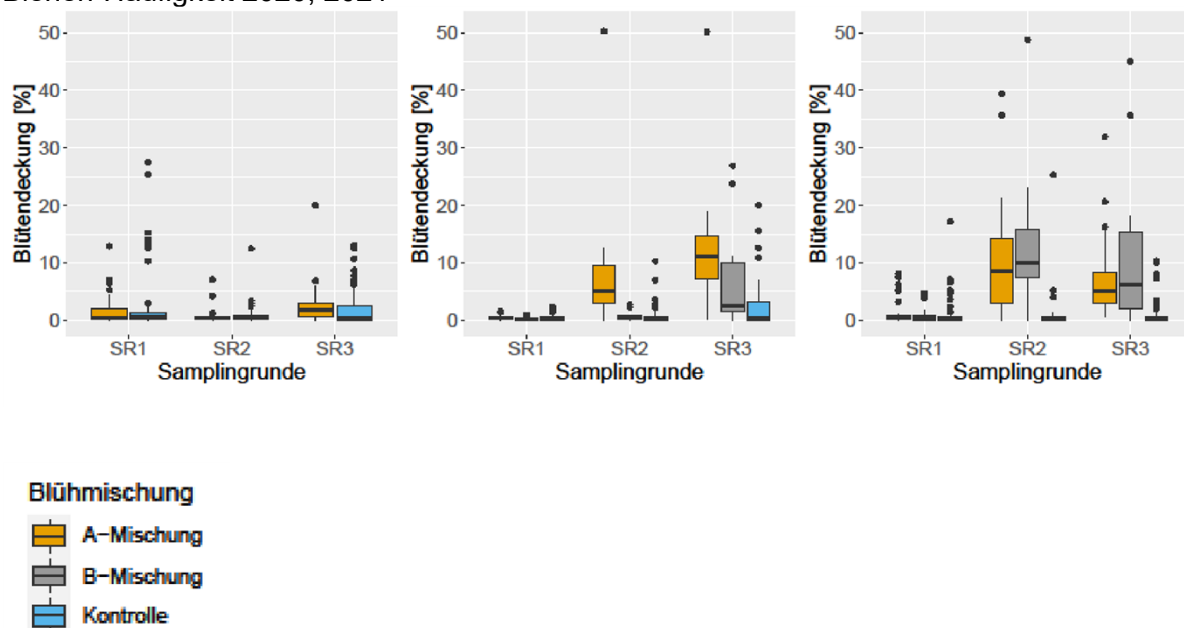 50
40
30
20
10
0
Blütendeckung [%]
SR1 SR2 SR3
Samplingrunde
50
40
30
20
10
0
Blütendeckung [%]
SR1 SR2 SR3
Samplingrunde
50
40
30
20
10
0
Blütendeckung [%]
SR1 SR2 SR3
Samplingrunde
Blühmischung
A-Mischung
B-Mischung
Kontrolle